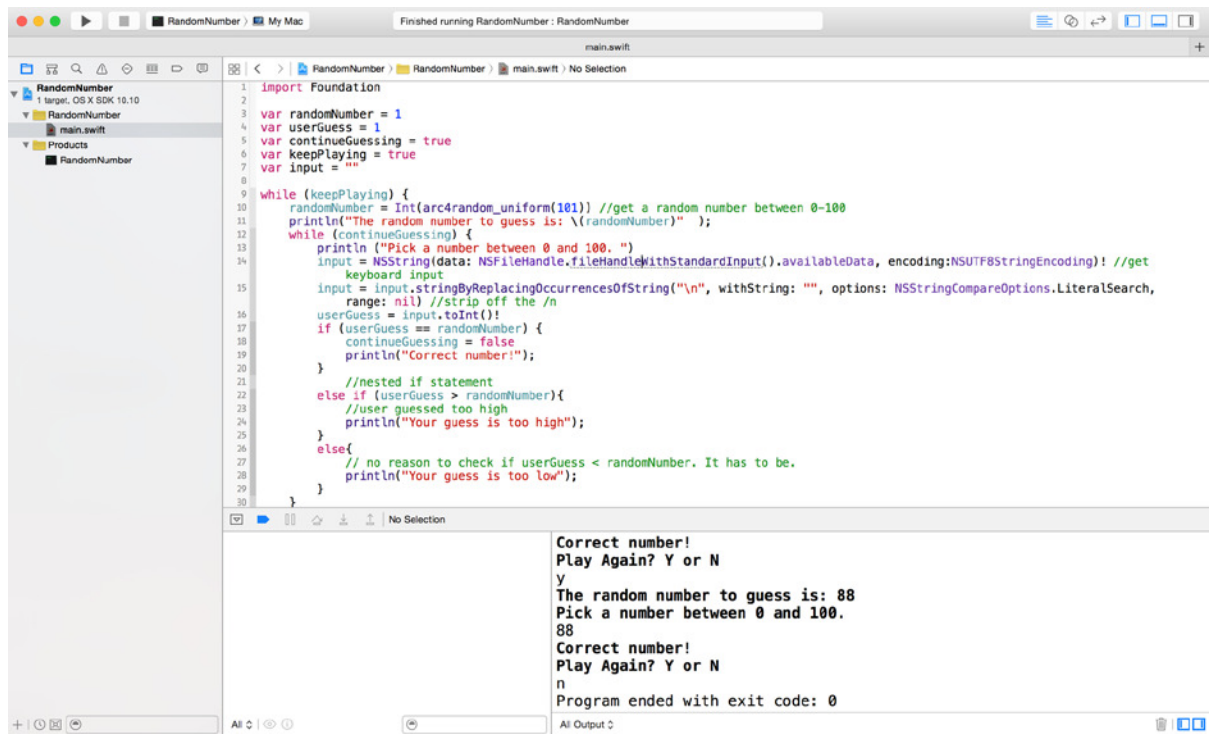 RandomNumber › My Mac
Finished running RandomNumber : RandomNumber
main.swift
RandomNumber › RandomNumber › main.swift › No Selection
RandomNumber
1 target, OS X SDK 10.10
RandomNumber
main.swift
Products
RandomNumber
1 import Foundation
2
3 var randomNumber = 1
4 var userGuess = 1
5 var continueGuessing = true
6 var keepPlaying = true
7 var input = ""
8
9 while (keepPlaying) {
10     randomNumber = Int(arc4random_uniform(101)) //get a random number between 0-100
11     println("The random number to guess is: \(randomNumber)"  );
12     while (continueGuessing) {
13         println ("Pick a number between 0 and 100. ")
14         input = NSString(data: NSFileHandle.fileHandleWithStandardInput().availableData, encoding:NSUTF8StringEncoding)! //get
            keyboard input
15         input = input.stringByReplacingOccurrencesOfString("\n", withString: "", options: NSStringCompareOptions.LiteralSearch,
            range: nil) //strip off the /n
16         userGuess = input.toInt()!
17         if (userGuess == randomNumber) {
18             continueGuessing = false
19             println("Correct number!");
20         }
21             //nested if statement
22         else if (userGuess > randomNumber){
23             //user guessed too high
24             println("Your guess is too high");
25         }
26         else{
27             // no reason to check if userGuess < randomNumber. It has to be.
28             println("Your guess is too low");
29         }
30     }
No Selection
Correct number!
Play Again? Y or N
y
The random number to guess is: 88
Pick a number between 0 and 100.
88
Correct number!
Play Again? Y or N
n
Program ended with exit code: 0
All
All Output